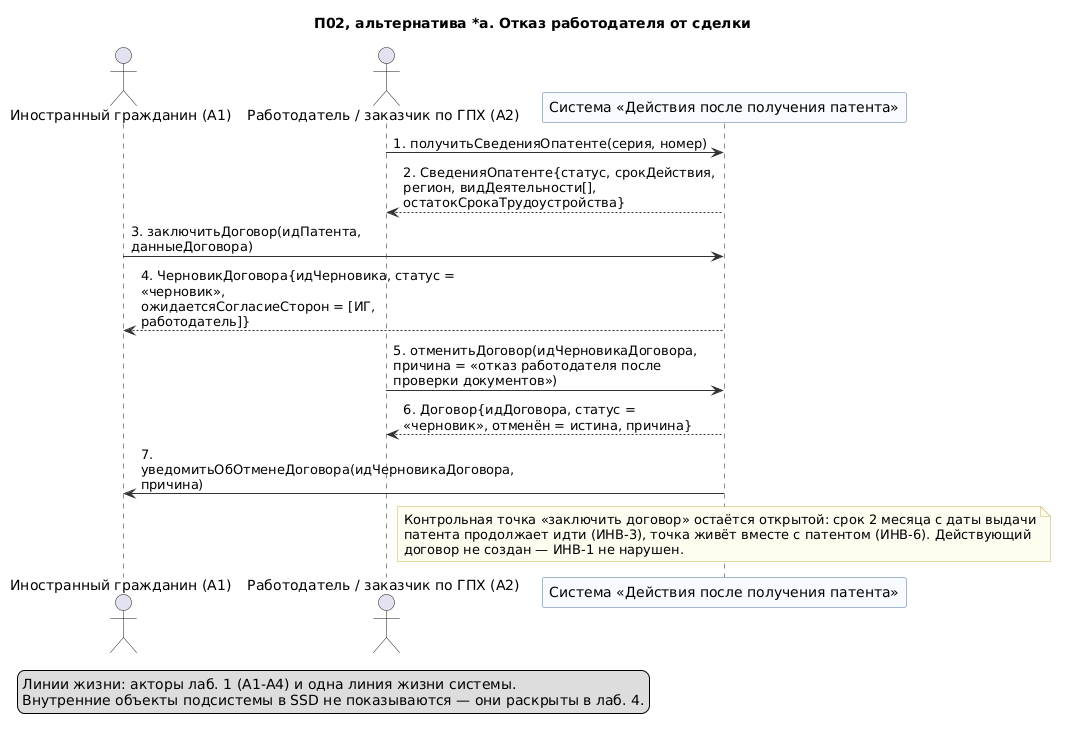 П02, альтернатива *a. Отказ работодателя от сделки
Иностранный гражданин (А1)
Работодатель / заказчик по ГПХ (А2)
Система «Действия после получения патента»
1. получитьСведенияОпатенте(серия, номер)
2. СведенияОпатенте{статус, срокДействия,
регион, видДеятельности[],
остатокСрокаТрудоустройства}
3. заключитьДоговор(идПатента,
данныеДоговора)
4. ЧерновикДоговора{идЧерновика, статус =
«черновик»,
ожидаетсяСогласиеСторон = [ИГ,
работодатель]}
5. отменитьДоговор(идЧерновикаДоговора,
причина = «отказ работодателя после
проверки документов»)
6. Договор{идДоговора, статус =
«черновик», отменён = истина, причина}
7.
уведомитьОбОтменеДоговора(идЧерновикаДоговора,
причина)
Контрольная точка «заключить договор» остаётся открытой: срок 2 месяца с даты выдачи
патента продолжает идти (ИНВ-3), точка живёт вместе с патентом (ИНВ-6). Действующий
договор не создан — ИНВ-1 не нарушен.
Иностранный гражданин (А1)
Работодатель / заказчик по ГПХ (А2)
Система «Действия после получения патента»
Линии жизни: акторы лаб. 1 (А1-А4) и одна линия жизни системы.
Внутренние объекты подсистемы в SSD не показываются — они раскрыты в лаб. 4.